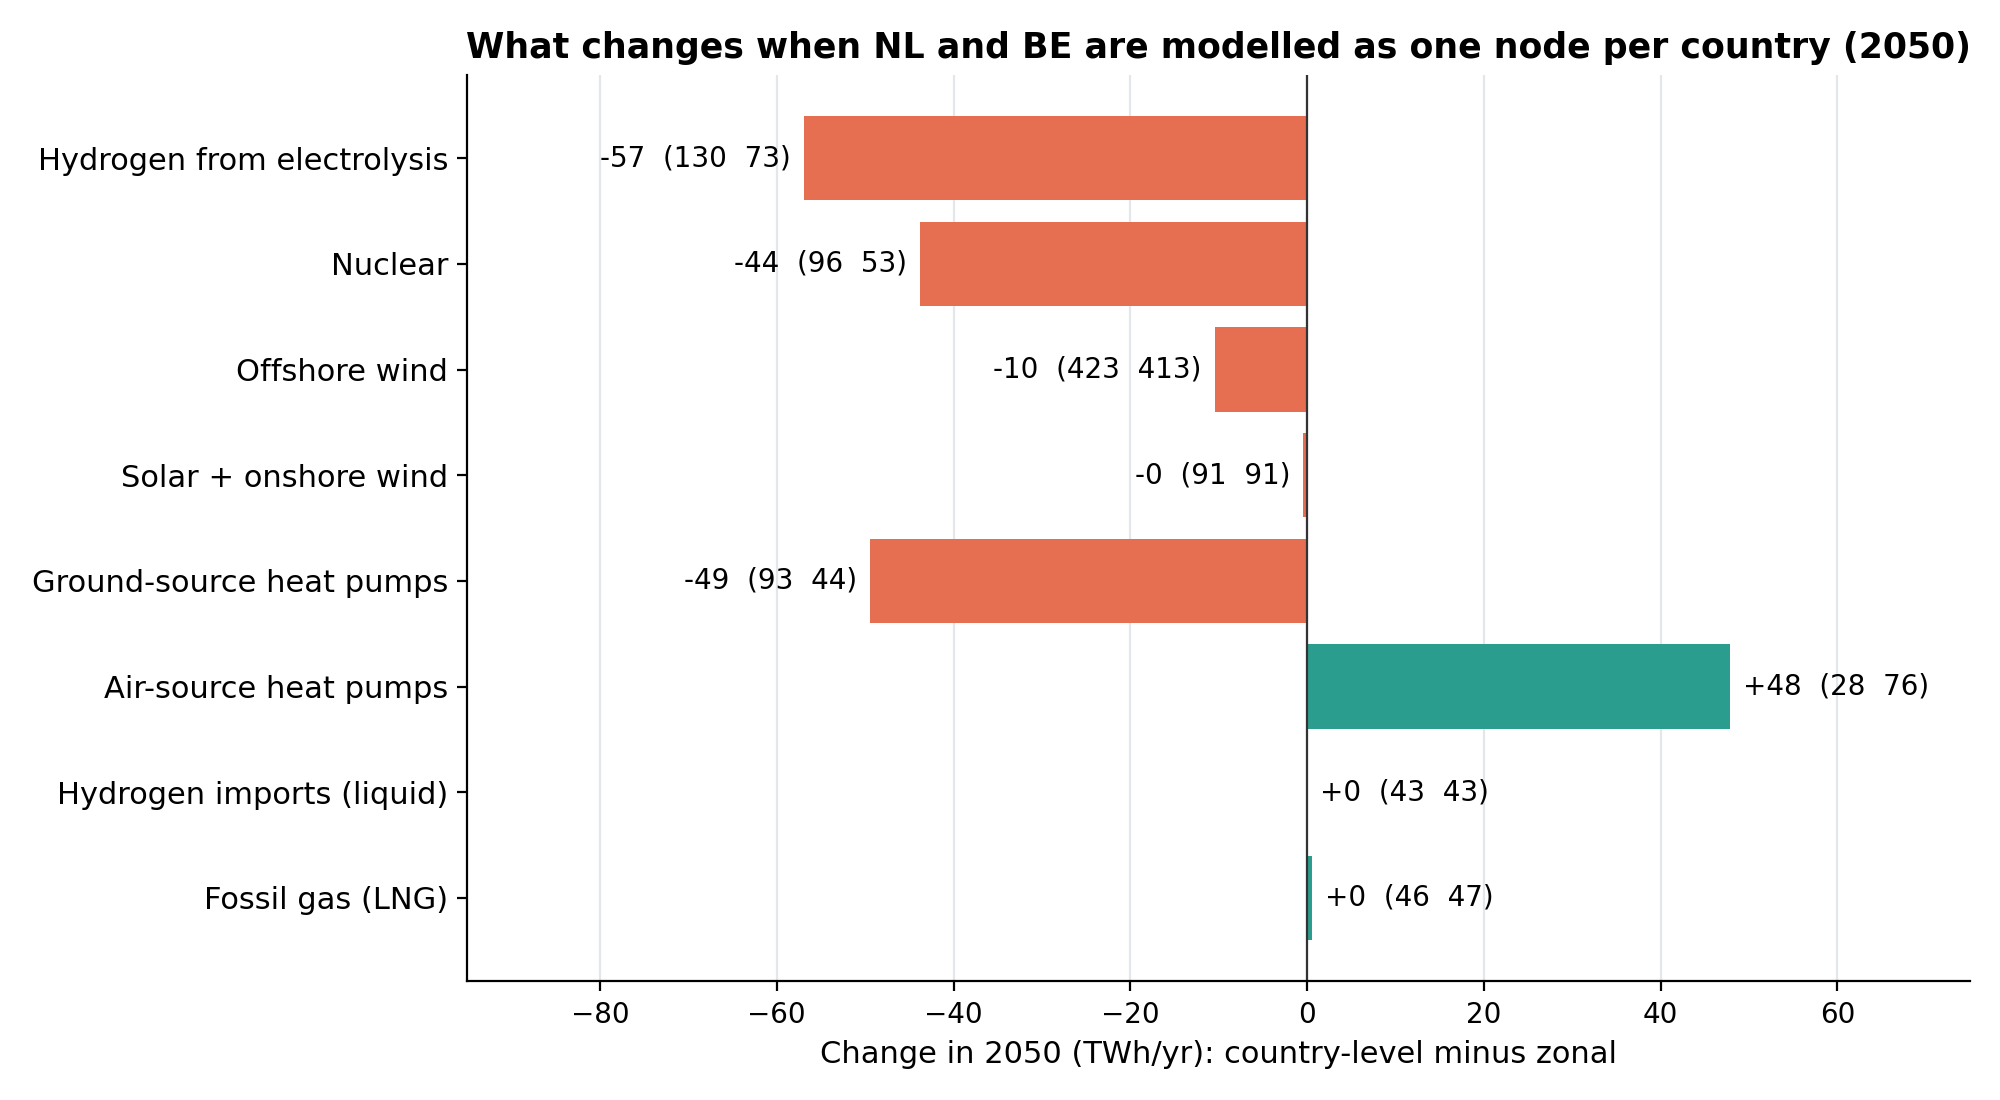 What changes when NL and BE are modelled as one node per country (2050)
Hydrogen from electrolysis
-57  (130  73)
Nuclear
-44  (96  53)
Offshore wind
-10  (423  413)
Solar + onshore wind
-0  (91  91)
Ground-source heat pumps
-49  (93  44)
Air-source heat pumps
+48  (28  76)
Hydrogen imports (liquid)
+0  (43  43)
Fossil gas (LNG)
+0  (46  47)
−80 −60 −40 −20 0 20 40 60
Change in 2050 (TWh/yr): country-level minus zonal